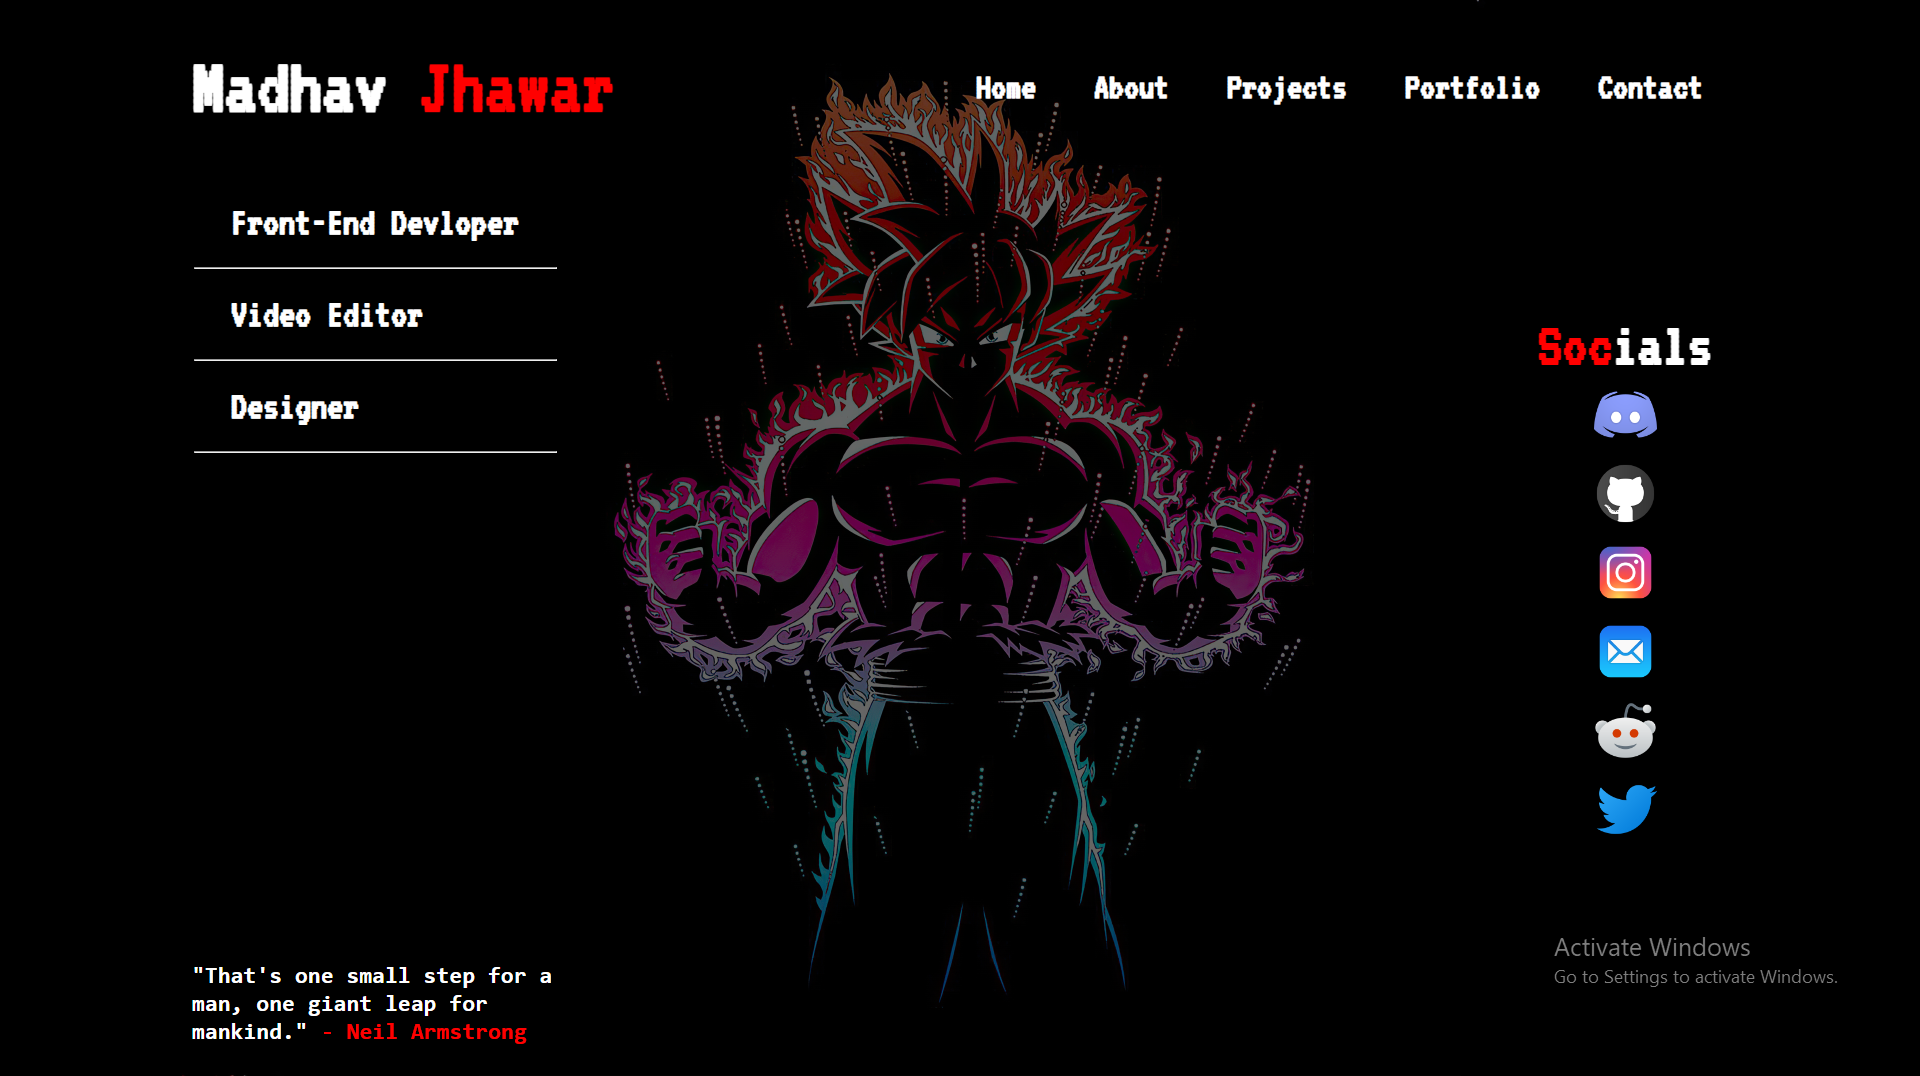 Madhav Jhawar
Home About Projects Portfolio Contact
Front-End Devloper
Video Editor
Designer
Socials
"That's one small step for a
man, one giant leap for
mankind." - Neil Armstrong
Activate Windows
Go to Settings to activate Windows.